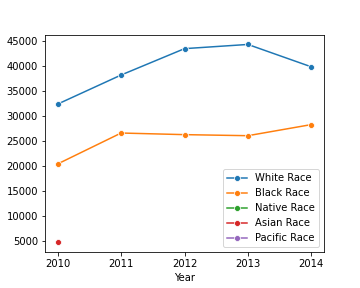 45000
40000
35000
30000
25000
20000
15000
10000
5000
2010 2011 2012 2013 2014
Year
White Race
Black Race
Native Race
Asian Race
Pacific Race